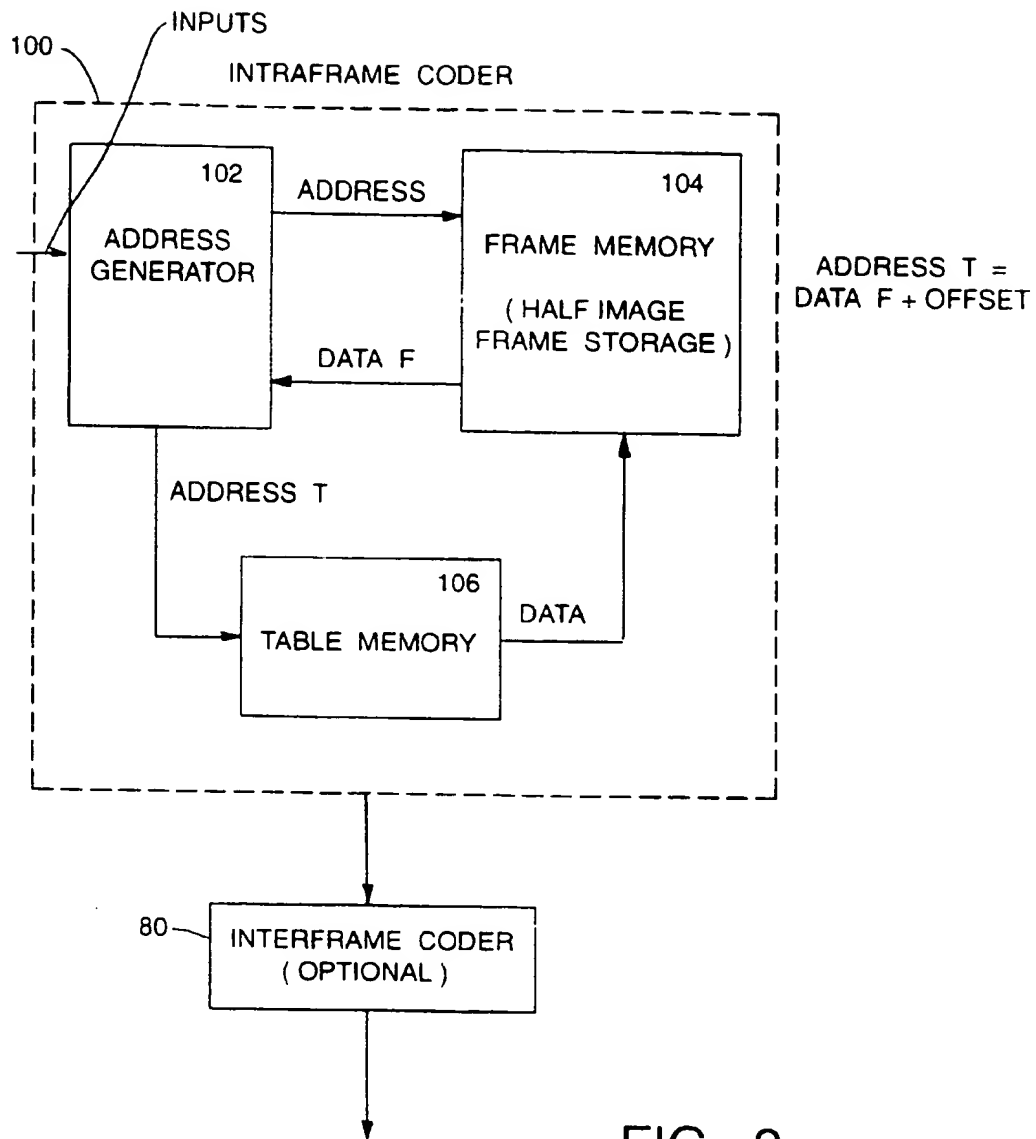 INPUTS
100
INTRAFRAME CODER
102
ADDRESS
GENERATOR
ADDRESS
104
FRAME MEMORY
( HALF IMAGE
FRAME STORAGE )
DATA F
ADDRESS T =
DATA F + OFFSET
ADDRESS T
106
TABLE MEMORY
DATA
80
INTERFRAME CODER
( OPTIONAL )